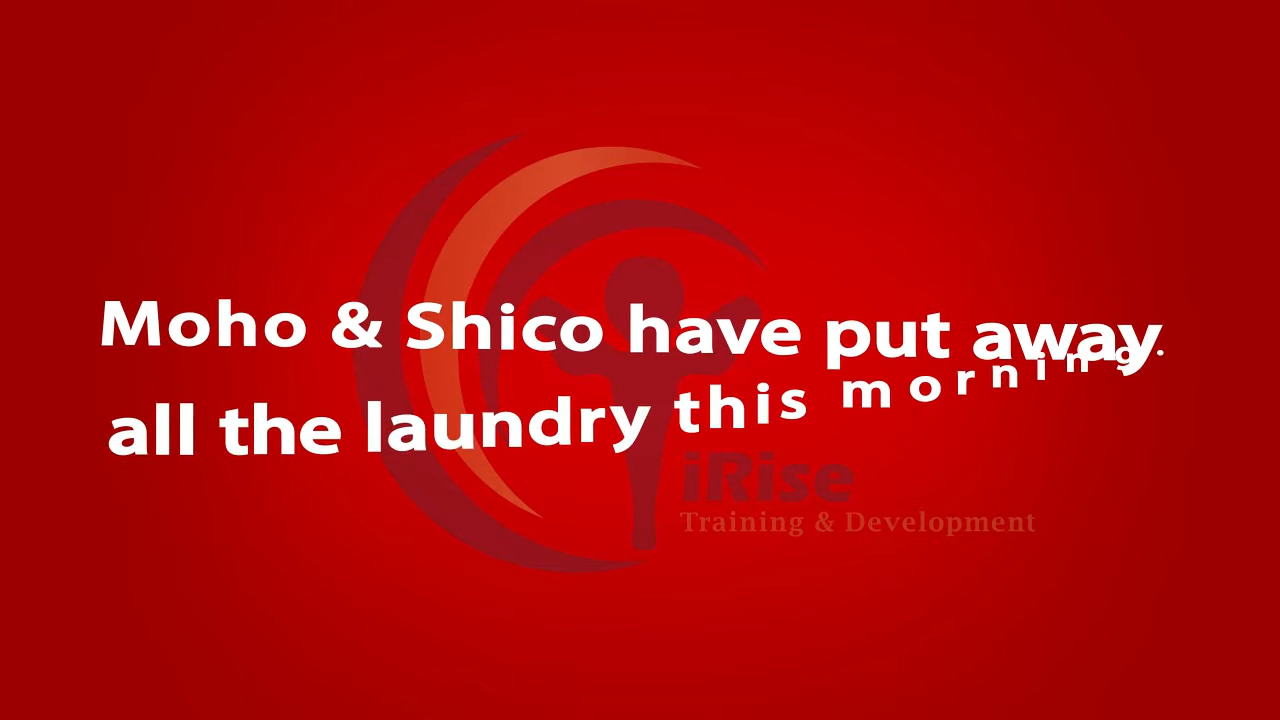 Moho & Shico have put away
all the laundry this morning.
iRise
Training & Development